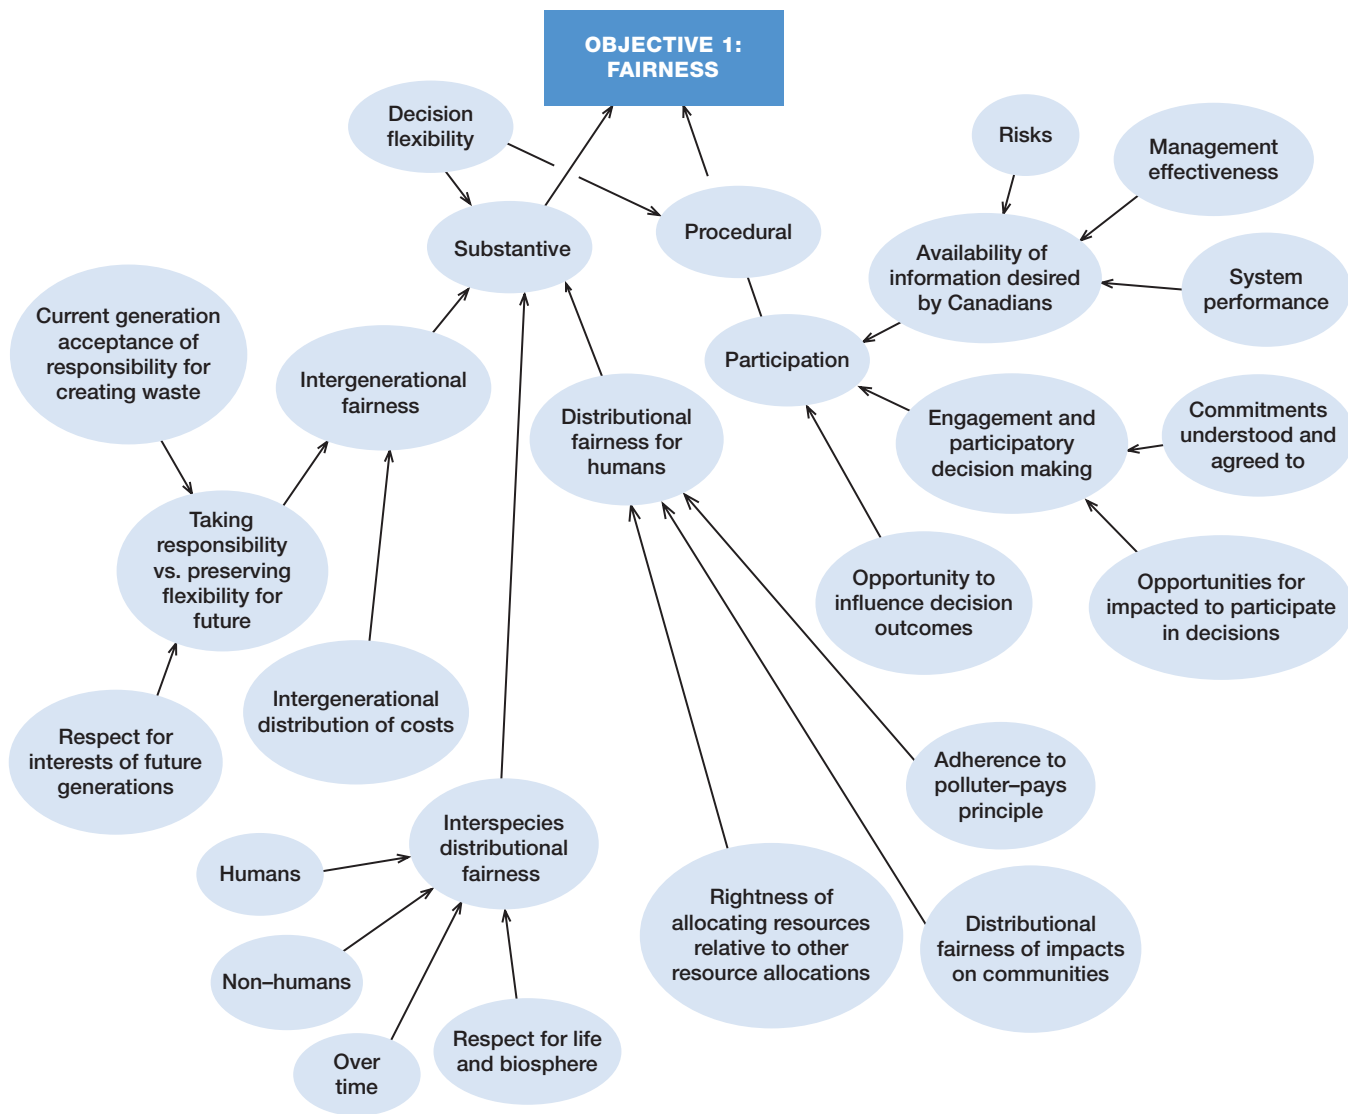 OBJECTIVE 1:
FAIRNESS
Decision
flexibility
Risks
Management
effectiveness
Substantive
Procedural
Availability of
information desired
by Canadians
System
performance
Current generation
acceptance of
responsibility for
creating waste
Intergenerational
fairness
Participation
Distributional
fairness for
humans
Engagement and
participatory
decision making
Commitments
understood and
agreed to
Taking
responsibility
vs. preserving
flexibility for
future
Opportunity to
influence decision
outcomes
Opportunities for
impacted to participate
in decisions
Intergenerational
distribution of costs
Respect for
interests of future
generations
Adherence to
polluter–pays
principle
Interspecies
distributional
fairness
Humans
Rightness of
allocating resources
relative to other
resource allocations
Distributional
fairness of impacts
on communities
Non–humans
Respect for life
and biosphere
Over
time